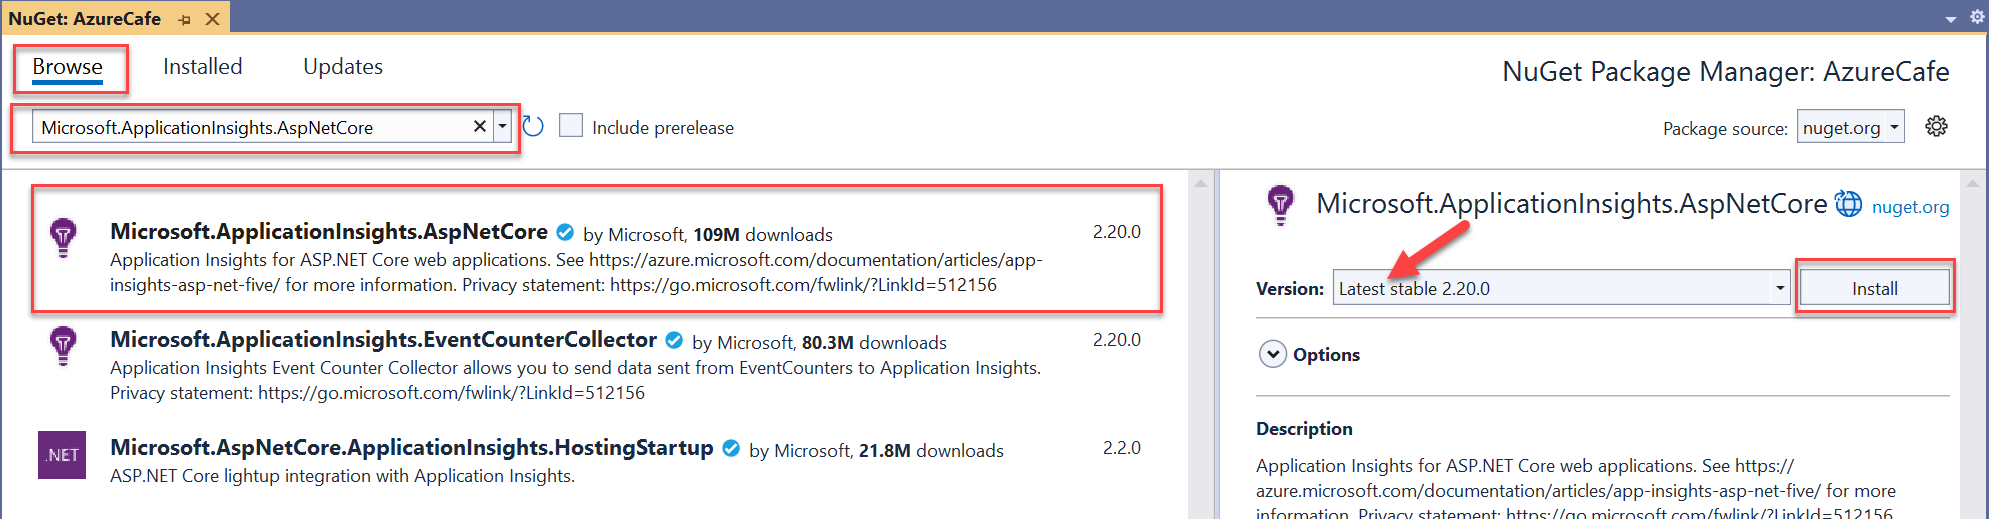 NuGet: AzureCafe
Browse Installed Updates
NuGet Package Manager: AzureCafe
Microsoft.ApplicationInsights.AspNetCore
Include prerelease
Package source: nuget.org
Microsoft.ApplicationInsights.AspNetCore by Microsoft, 109M downloads 2.20.0
Application Insights for ASP.NET Core web applications. See https://azure.microsoft.com/documentation/articles/app-
insights-asp-net-five/ for more information. Privacy statement: https://go.microsoft.com/fwlink/?LinkId=512156
Microsoft.ApplicationInsights.EventCounterCollector by Microsoft, 80.3M downloads 2.20.0
Application Insights Event Counter Collector allows you to send data sent from EventCounters to Application Insights.
Privacy statement: https://go.microsoft.com/fwlink/?LinkId=512156
.NET
Microsoft.AspNetCore.ApplicationInsights.HostingStartup by Microsoft, 21.8M downloads 2.2.0
ASP.NET Core lightup integration with Application Insights.
Microsoft.ApplicationInsights.AspNetCore nuget.org
Version: Latest stable 2.20.0 Install
Options
Description
Application Insights for ASP.NET Core web applications. See https://
azure.microsoft.com/documentation/articles/app-insights-asp-net-five/ for more
information. Privacy statement: https://go.microsoft.com/fwlink/?LinkId=512156